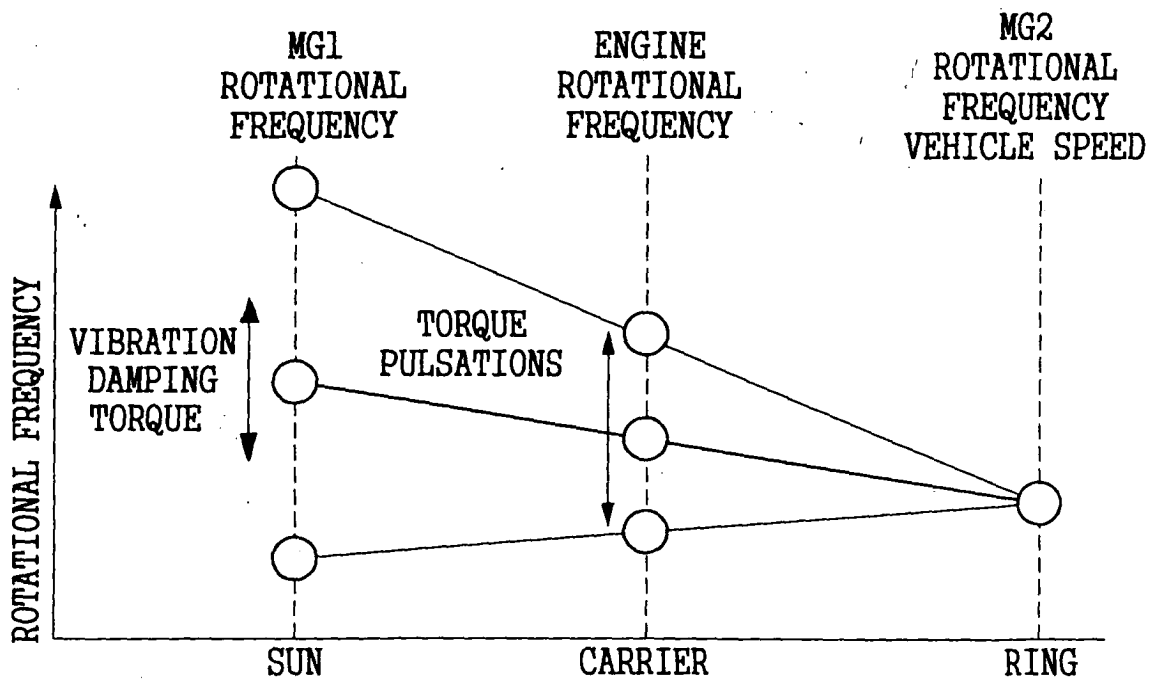 MG1
ROTATIONAL
FREQUENCY
ENGINE
ROTATIONAL
FREQUENCY
MG2
ROTATIONAL
FREQUENCY
VEHICLE SPEED
ROTATIONAL FREQUENCY
VIBRATION
DAMPING
TORQUE
TORQUE
PULSATIONS
SUN
CARRIER
RING